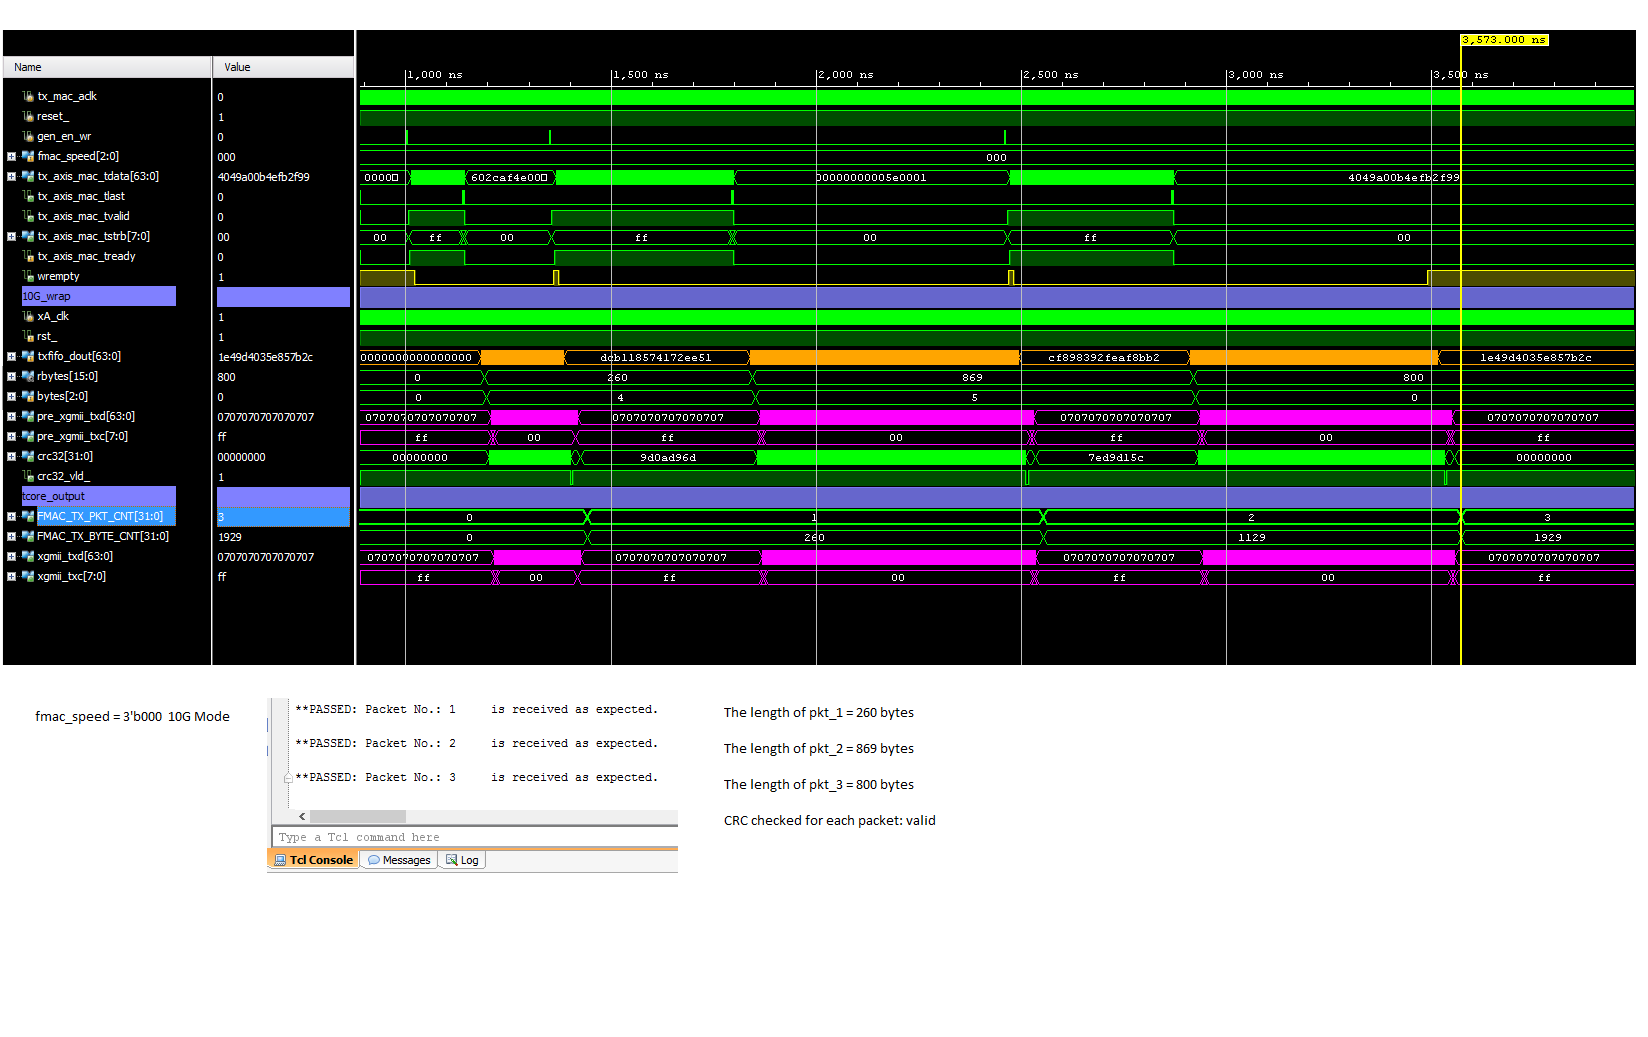 3,573.000 ns
Name Value
1,000 ns 1,500 ns 2,000 ns 2,500 ns 3,000 ns 3,500 ns
tx_mac_aclk 0
reset_ 1
gen_en_wr 0
fmac_speed[2:0] 000 000
tx_axis_mac_tdata[63:0] 4049a00b4efb2f99 0000 602caf4e00 00000000005e0001 4049a00b4efb2f99
tx_axis_mac_tlast 0
tx_axis_mac_tvalid 0
tx_axis_mac_tstrb[7:0] 00 00 ff 00 ff 00 ff 00
tx_axis_mac_tready 0
wrempty 1
10G_wrap
xA_clk 1
rst_ 1
txfifo_dout[63:0] 1e49d4035e857b2c 0000000000000000 dcb118574172ee51 cf898392feaf8bb2 1e49d4035e857b2c
rbytes[15:0] 800 0 260 869 800
bytes[2:0] 0 0 4 5 0
pre_xgmii_txd[63:0] 0707070707070707 0707070707070707 0707070707070707 0707070707070707 0707070707070707
pre_xgmii_txc[7:0] ff ff 00 ff 00 ff 00 ff
crc32[31:0] 00000000 00000000 9d0ad96d 7ed9d15c 00000000
crc32_vld_ 1
tcore_output
FMAC_TX_PKT_CNT[31:0] 3 0 1 2 3
FMAC_TX_BYTE_CNT[31:0] 1929 0 260 1129 1929
xgmii_txd[63:0] 0707070707070707 0707070707070707 0707070707070707 0707070707070707 0707070707070707
xgmii_txc[7:0] ff ff 00 ff 00 ff 00 ff
fmac_speed = 3'b000 10G Mode
**PASSED: Packet No.: 1 is received as expected.
**PASSED: Packet No.: 2 is received as expected.
**PASSED: Packet No.: 3 is received as expected.
Type a Tcl command here
Tcl Console Messages Log
The length of pkt_1 = 260 bytes
The length of pkt_2 = 869 bytes
The length of pkt_3 = 800 bytes
CRC checked for each packet: valid